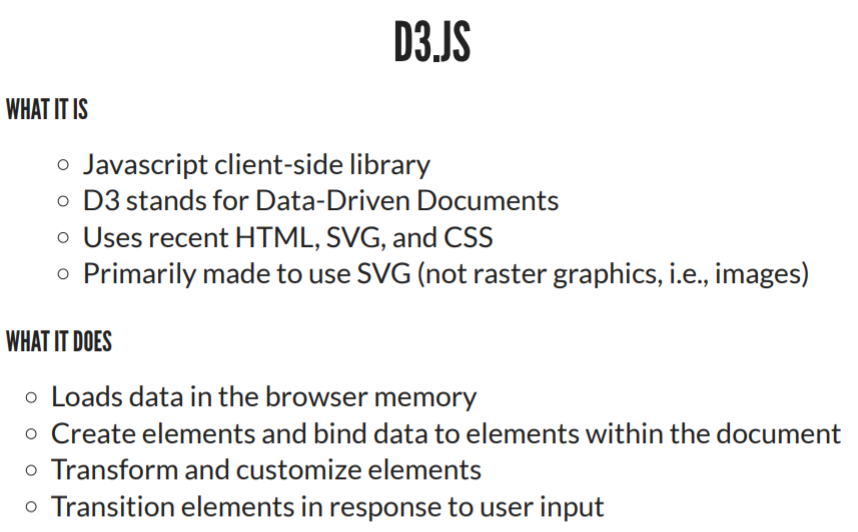 D3.JS
WHAT IT IS
Javascript client-side library
D3 stands for Data-Driven Documents
Uses recent HTML, SVG, and CSS
Primarily made to use SVG (not raster graphics, i.e., images)
WHAT IT DOES
Loads data in the browser memory
Create elements and bind data to elements within the document
Transform and customize elements
Transition elements in response to user input